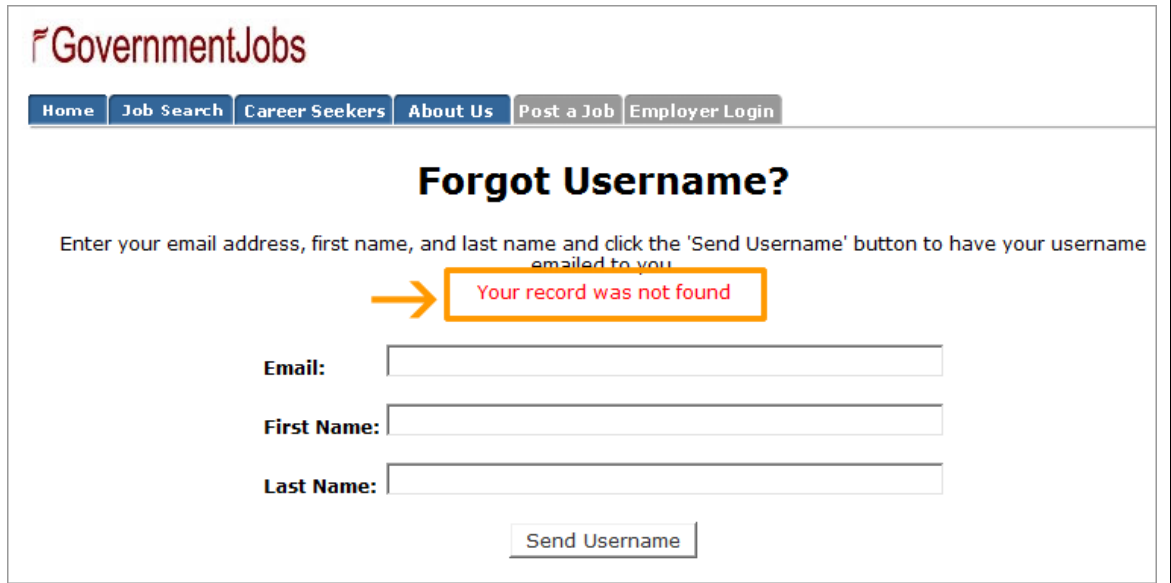 GovernmentJobs
Home Job Search Career Seekers About Us Post a Job Employer Login
Forgot Username?
Enter your email address, first name, and last name and click the 'Send Username' button to have your username
emailed to you
Your record was not found
Email:
First Name:
Last Name:
Send Username